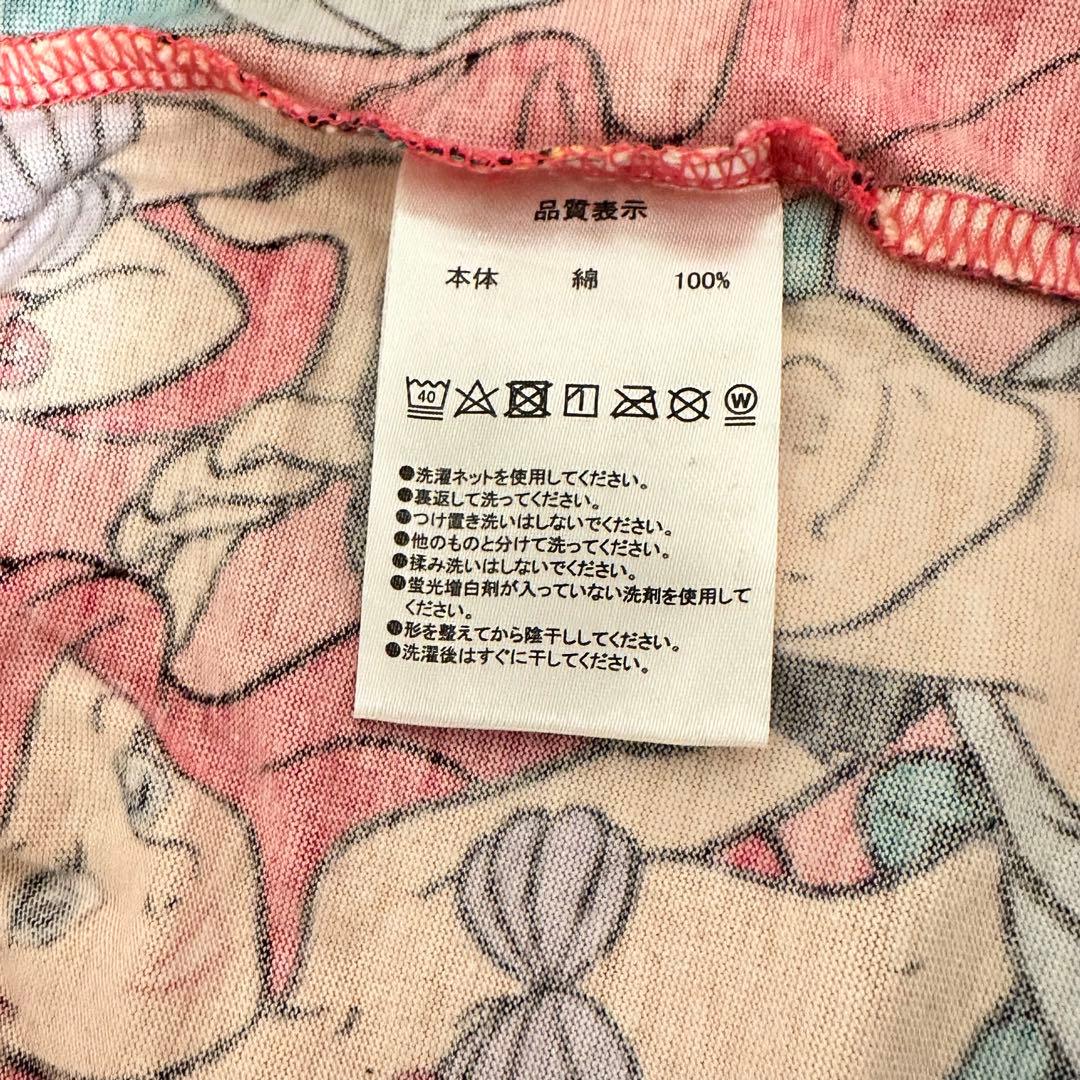 品質表示
本体 綿 100%
40 W
●洗濯ネットを使用してください。
●裏返して洗ってください。
●つけ置き洗いはしないでください。
●他のものと分けて洗ってください。
●揉み洗いはしないでください。
●蛍光増白剤が入っていない洗剤を使用して
ください。
●形を整えてから陰干ししてください。
●洗濯後はすぐに干してください。